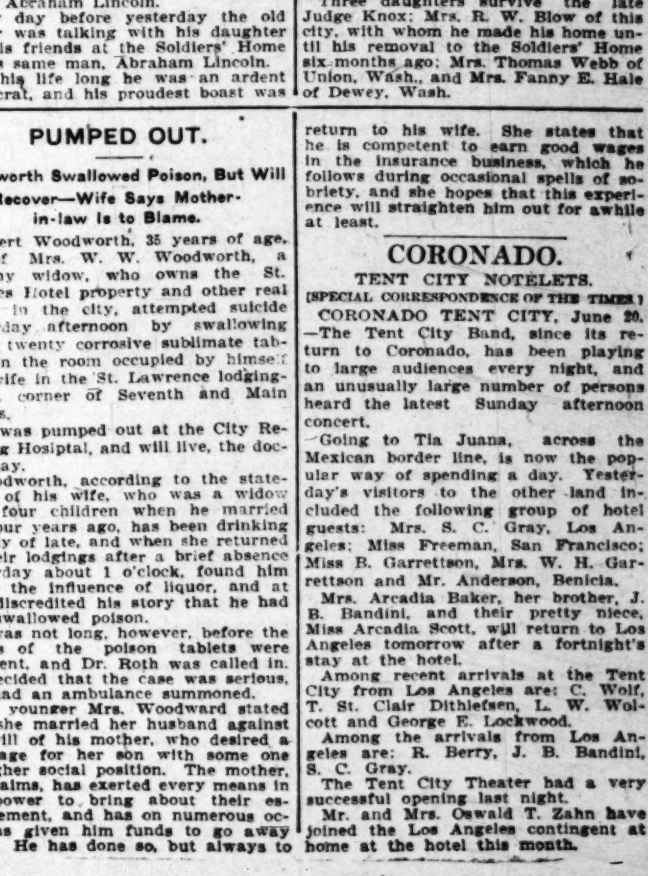 Abraham Lincoln.
day before yesterday the old
was talking with his daughter
his friends at the Soldiers' Home
same man, Abraham Lincoln.
his life long he was an ardent
crat, and his proudest boast was
PUMPED OUT.
worth Swallowed Poison, But Will
Recover—Wife Says Mother-
in-law Is to Blame.
ert Woodworth, 35 years of age,
f Mrs. W. W. Woodworth, a
hy widow, who owns the St.
es Hotel property and other real
in the city, attempted suicide
day afternoon by swallowing
twenty corrosive sublimate tab-
n the room occupied by himself
ife in the St. Lawrence lodging-
corner of Seventh and Main
s.
was pumped out at the City Re-
g Hosiptal, and will live, the doc-
ay.
odworth, according to the state-
of his wife, who was a widow
four children when he married
our years ago, has been drinking
ly of late, and when she returned
eir lodgings after a brief absence
day about 1 o'clock, found him
the influence of liquor, and at
discredited his story that he had
swallowed poison.
was not long, however, before the
s of the poison tablets were
ent, and Dr. Roth was called in.
ecided that the case was serious,
ad an ambulance summoned.
younger Mrs. Woodward stated
she married her husband against
ill of his mother, who desired a
age for her son with some one
gher social position. The mother,
laims, has exerted every means in
power to bring about their es-
ement, and has on numerous oc-
ns given him funds to go away
He has done so, but always to
Three daughters survive the late
Judge Knox: Mrs. R. W. Blow of this
city, with whom he made his home un-
til his removal to the Soldiers' Home
six months ago; Mrs. Thomas Webb of
Union, Wash., and Mrs. Fanny E. Hale
of Dewey, Wash.
return to his wife. She states that
he is competent to earn good wages
in the insurance business, which he
follows during occasional spells of so-
briety, and she hopes that this experi-
ence will straighten him out for awhile
at least.
CORONADO.
TENT CITY NOTELETS.
[SPECIAL CORRESPONDENCE OF THE TIMES.]
CORONADO TENT CITY, June 20.
—The Tent City Band, since its re-
turn to Coronado, has been playing
to large audiences every night, and
an unusually large number of persons
heard the latest Sunday afternoon
concert.
Going to Tia Juana, across the
Mexican border line, is now the pop-
ular way of spending a day. Yester-
day's visitors to the other land in-
cluded the following group of hotel
guests: Mrs. S. C. Gray, Los An-
geles; Miss Freeman, San Francisco;
Miss B. Garrettson, Mrs. W. H. Gar-
rettson and Mr. Anderson, Benicia.
Mrs. Arcadia Baker, her brother, J.
B. Bandini, and their pretty niece,
Miss Arcadia Scott, will return to Los
Angeles tomorrow after a fortnight's
stay at the hotel.
Among recent arrivals at the Tent
City from Los Angeles are: C. Wolf,
T. St. Clair Dithlefsen, L. W. Wol-
cott and George E. Lockwood.
Among the arrivals from Los An-
geles are: R. Berry, J. B. Bandini,
S. C. Gray.
The Tent City Theater had a very
successful opening last night.
Mr. and Mrs. Oswald T. Zahn have
joined the Los Angeles contingent at
home at the hotel this month.